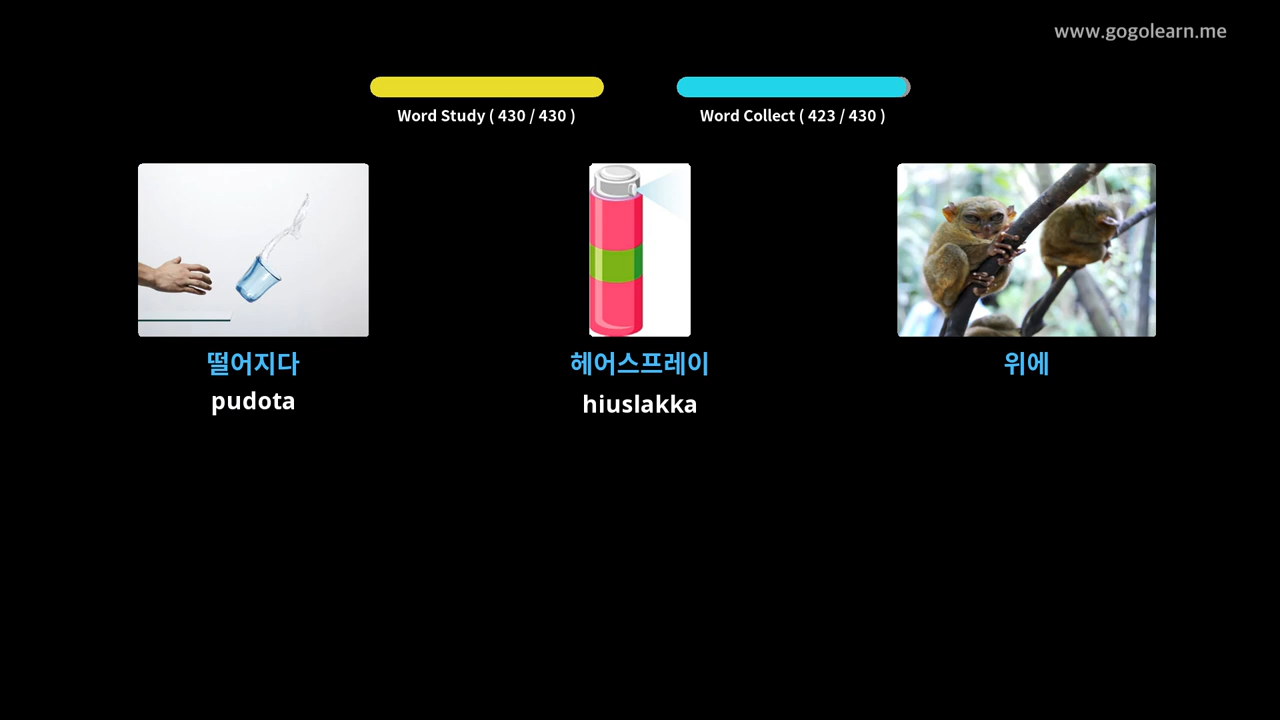 www.gogolearn.me
Word Study ( 430 / 430 )
Word Collect ( 423 / 430 )
떨어지다
pudota
헤어스프레이
hiuslakka
위에